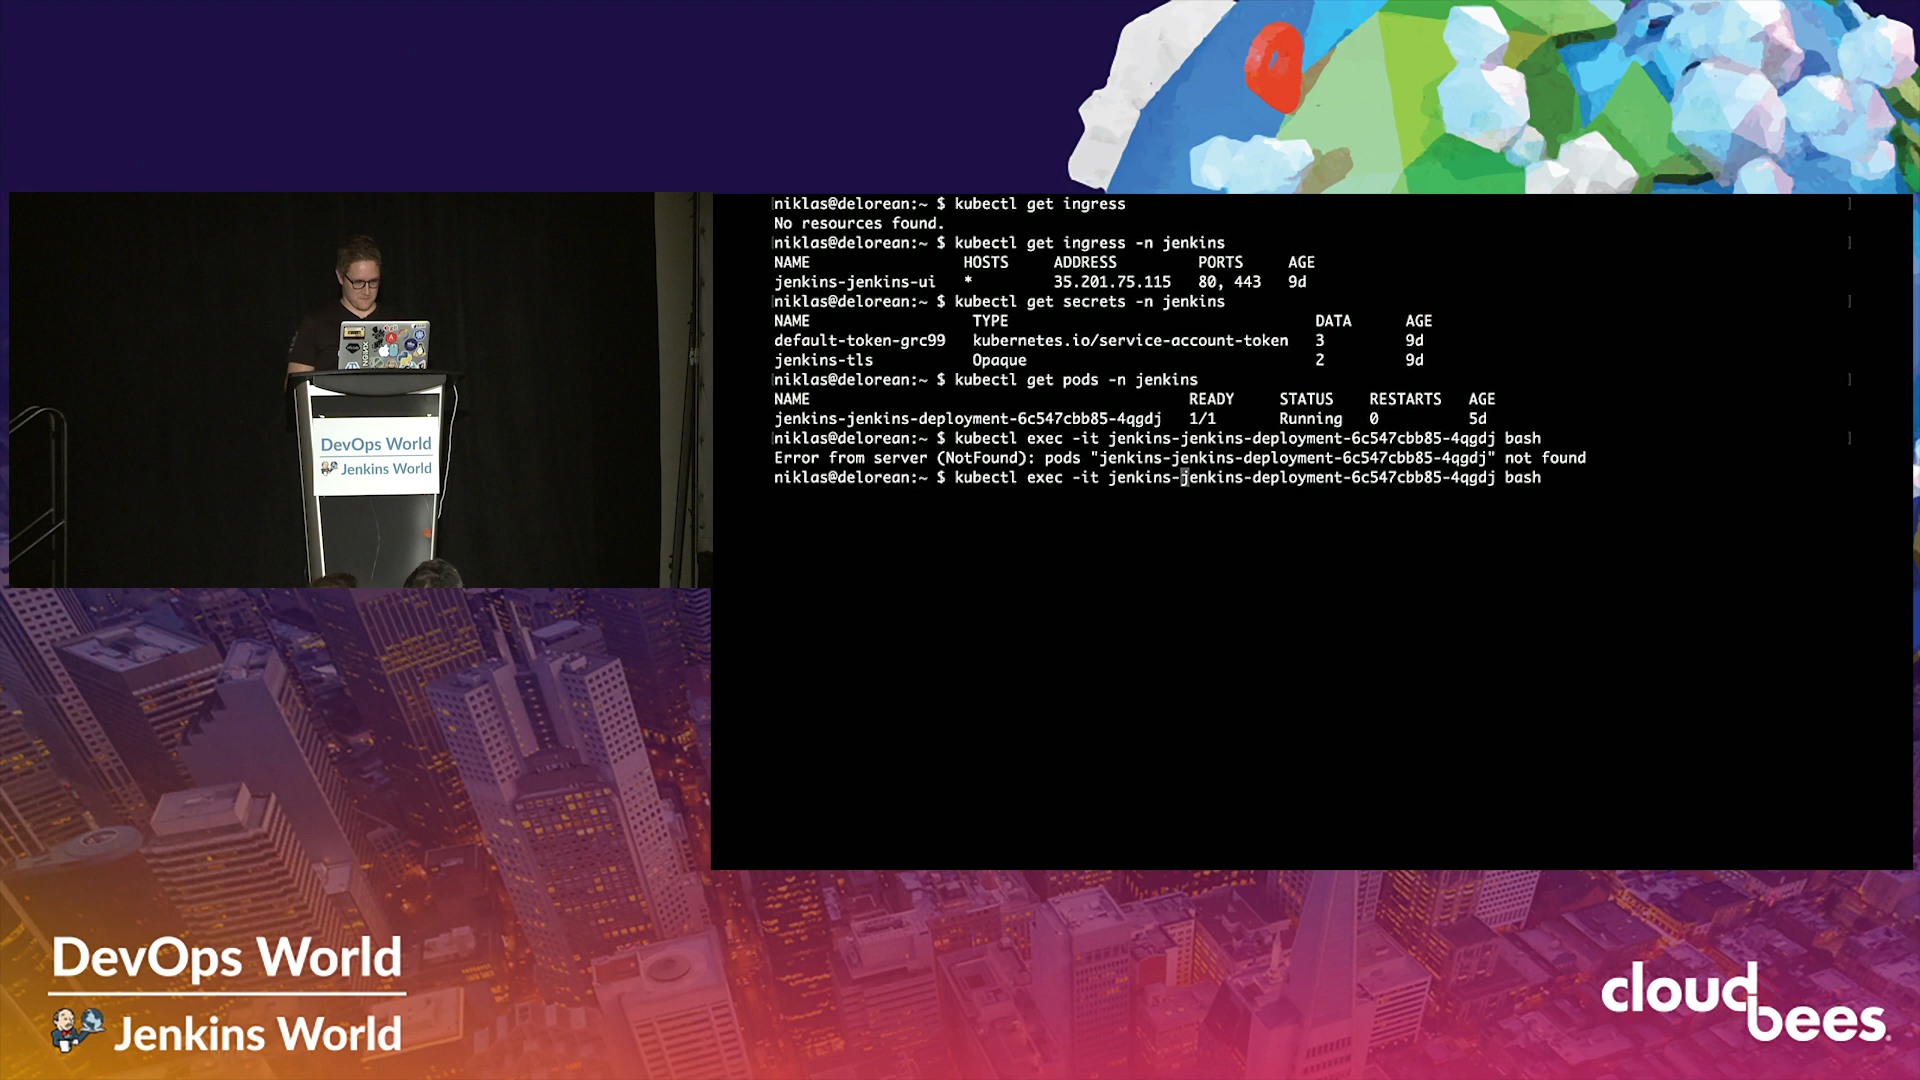 niklas@delorean:~ $ kubectl get ingress
No resources found.
niklas@delorean:~ $ kubectl get ingress -n jenkins
NAME HOSTS ADDRESS PORTS AGE
jenkins-jenkins-ui * 35.201.75.115 80, 443 9d
niklas@delorean:~ $ kubectl get secrets -n jenkins
NAME TYPE DATA AGE
default-token-grc99 kubernetes.io/service-account-token 3 9d
jenkins-tls Opaque 2 9d
niklas@delorean:~ $ kubectl get pods -n jenkins
NAME READY STATUS RESTARTS AGE
jenkins-jenkins-deployment-6c547cbb85-4qgdj 1/1 Running 0 5d
niklas@delorean:~ $ kubectl exec -it jenkins-jenkins-deployment-6c547cbb85-4qgdj bash
Error from server (NotFound): pods "jenkins-jenkins-deployment-6c547cbb85-4qgdj" not found
niklas@delorean:~ $ kubectl exec -it jenkins-jenkins-deployment-6c547cbb85-4qgdj bash
DevOps World
Jenkins World
DevOps World
Jenkins World
cloudbees